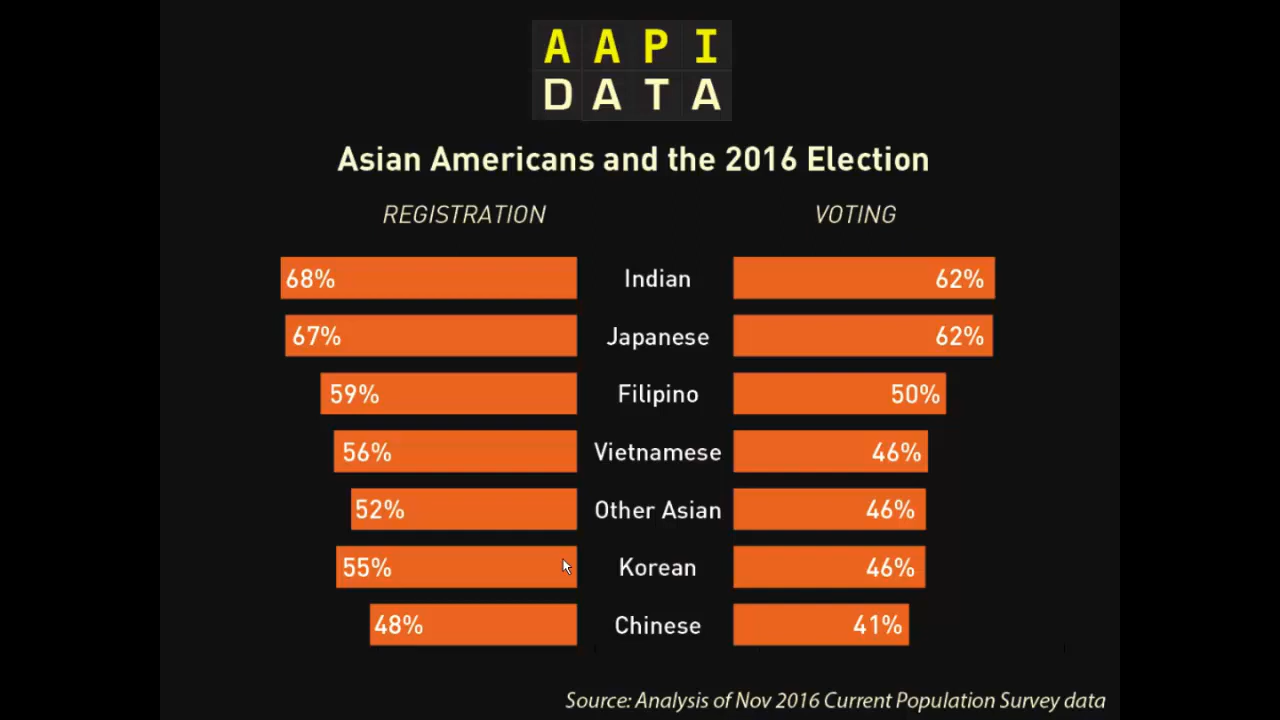 AAPI
DATA
Asian Americans and the 2016 Election
REGISTRATION VOTING
68% Indian 62%
67% Japanese 62%
59% Filipino 50%
56% Vietnamese 46%
52% Other Asian 46%
55% Korean 46%
48% Chinese 41%
Source: Analysis of Nov 2016 Current Population Survey data